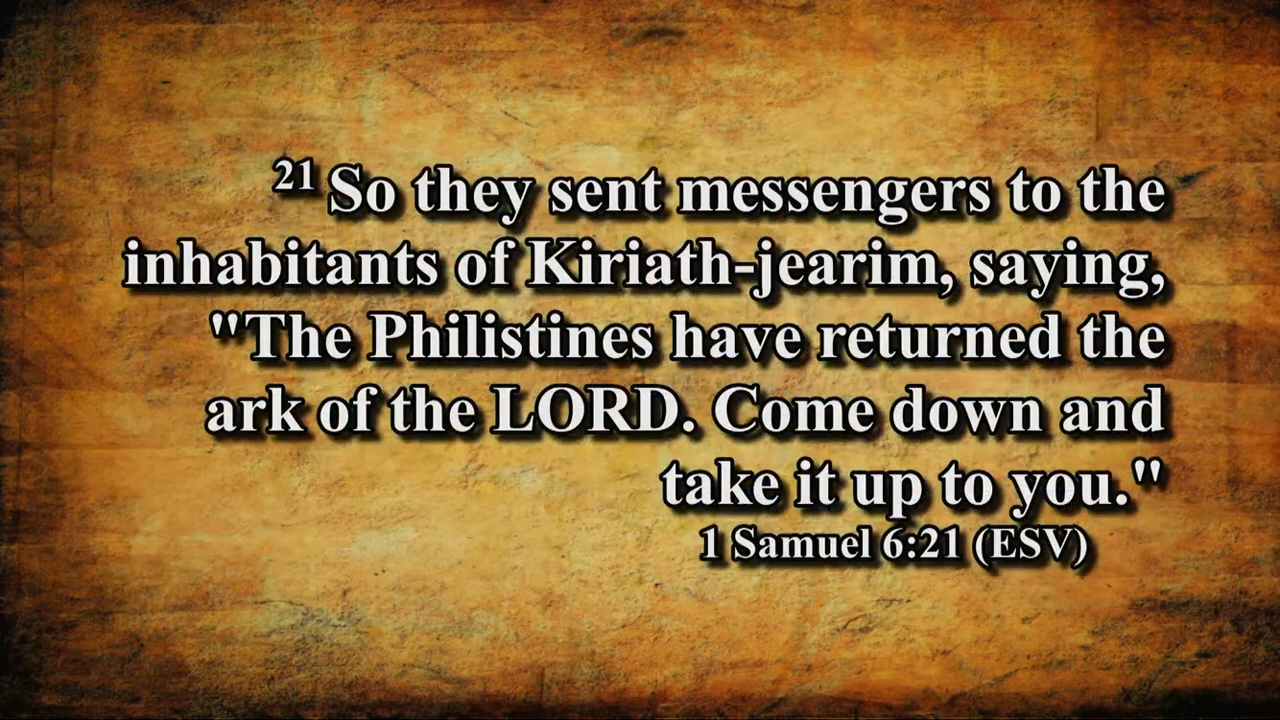 21 So they sent messengers to the
inhabitants of Kiriath-jearim, saying,
"The Philistines have returned the
ark of the LORD. Come down and
take it up to you."
1 Samuel 6:21 (ESV)